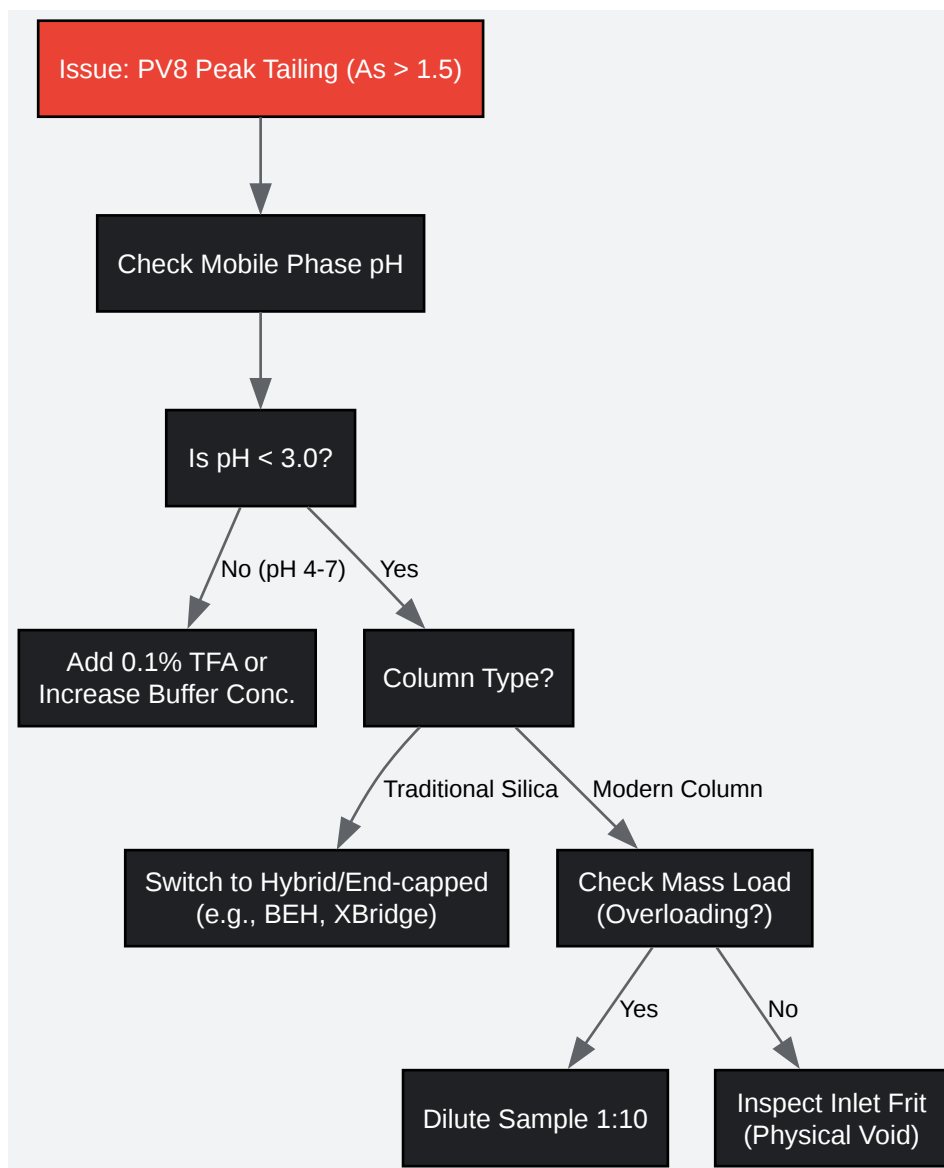 Issue: PV8 Peak Tailing (As > 1.5)
Check Mobile Phase pH
Is pH < 3.0?
No (pH 4-7)
Yes
Add 0.1% TFA or
Increase Buffer Conc.
Column Type?
Traditional Silica
Modern Column
Switch to Hybrid/End-capped
(e.g., BEH, XBridge)
Check Mass Load
(Overloading?)
Yes
No
Dilute Sample 1:10
Inspect Inlet Frit
(Physical Void)